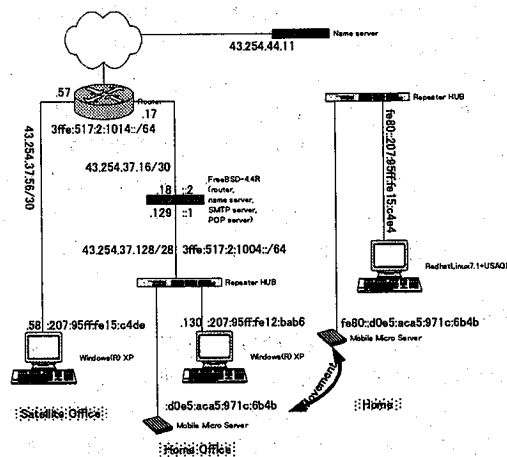 Name server
43.254.44.11
.57
Router
.17
3ffe:517:2:1014::/64
Repeater HUB
43.254.37.56/30
43.254.37.16/30
fe80::207:95ff:fe15:c4e4
.18 ::2
.129 ::1
FreeBSD-4.4R
(router,
name server,
SMTP server,
POP server)
43.254.37.128/28 3ffe:517:2:1004::/64
Repeater HUB
RedhatLinux7.1+USAGI
.58 :207:95ff:fe15:c4de
.130 :207:95ff:fe12:bab6
fe80::d0e5:aca5:971c:6b4b
Mobile Micro Server
Windows(R) XP
Windows(R) XP
Movement
:d0e5:aca5:971c:6b4b
Mobile Micro Server
Satellite Office
Home Office
Home